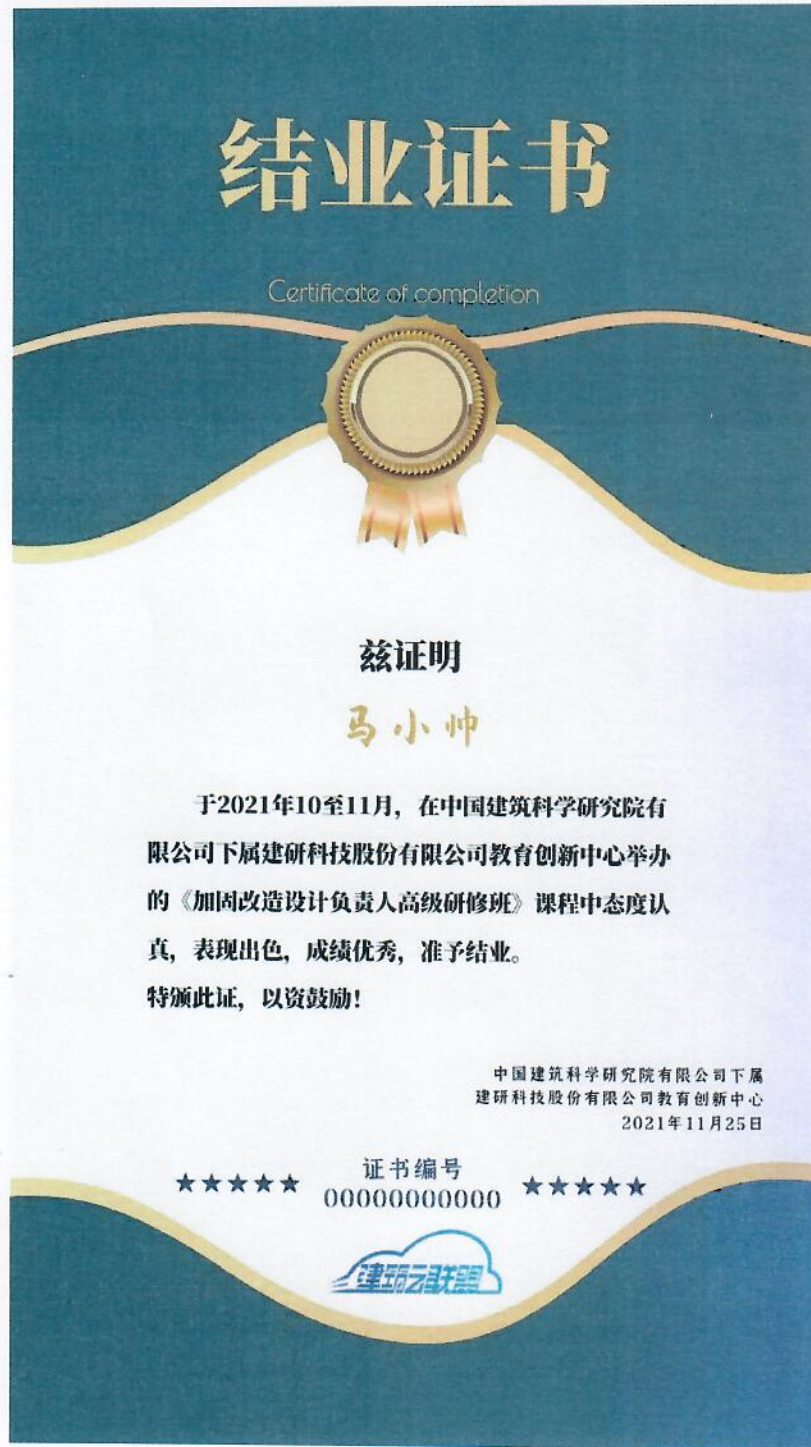 结业证书
Certificate of completion
兹证明
马小帅
于2021年10至11月，在中国建筑科学研究院有
限公司下属建研科技股份有限公司教育创新中心举办
的《加固改造设计负责人高级研修班》课程中态度认
真，表现出色，成绩优秀，准予结业。
特颁此证，以资鼓励！
中国建筑科学研究院有限公司下属
建研科技股份有限公司教育创新中心
2021年11月25日
证书编号
★★★★★ 00000000000 ★★★★★
建筑云联盟